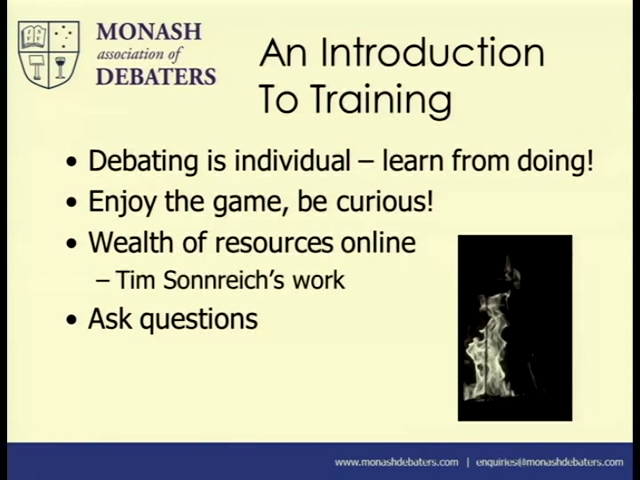 MONASH
association of
DEBATERS
An Introduction
To Training
• Debating is individual – learn from doing!
• Enjoy the game, be curious!
• Wealth of resources online
– Tim Sonnreich's work
• Ask questions
www.monashdebaters.com | enquiries@monashdebaters.com